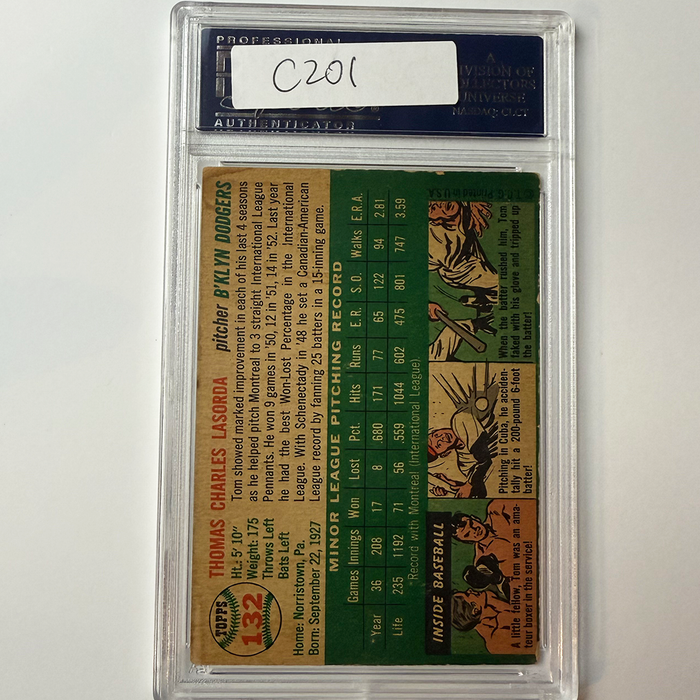 PROFESSIONAL
C201
AUTHENTICATOR
A
DIVISION OF
COLLECTORS
UNIVERSE
NASDAQ: CLCT
TOPPS
132
THOMAS CHARLES LASORDA
pitcher B'KLYN DODGERS
Ht.: 5' 10"
Weight: 175
Throws Left
Bats Left
Home: Norristown, Pa.
Born: September 22, 1927
Tom showed marked improvement in each of his last 4 seasons
as he helped pitch Montreal to 3 straight International League
Pennants. He won 9 games in '50, 12 in '51, 14 in '52. Last year
he had the best Won-Lost Percentage in the International
League. With Schenectady in '48 he set a Canadian-American
League record by fanning 25 batters in a 15-inning game.
MINOR LEAGUE PITCHING RECORD
Games Innings Won Lost Pct. Hits Runs E.R. S.O. Walks E.R.A.
*Year 36 208 17 8 .680 171 77 65 122 94 2.81
Life 235 1192 71 56 .559 1044 602 475 801 747 3.59
*Record with Montreal (International League).
INSIDE BASEBALL
A little fellow, Tom was an ama-
teur boxer in the service!
Pitching in Cuba, he acciden-
tally hit a 200-pound 6-foot
batter!
When the batter rushed him, Tom
faked with his glove and tripped up
the batter!